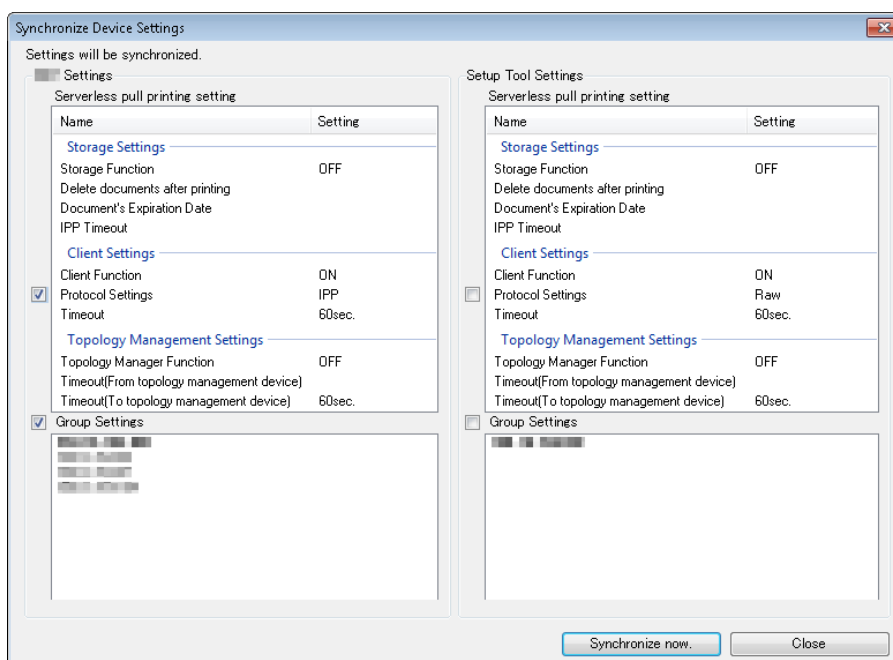 Synchronize Device Settings
Settings will be synchronized.
Settings
Serverless pull printing setting
Name Setting
Storage Settings
Storage Function OFF
Delete documents after printing
Document's Expiration Date
IPP Timeout
Client Settings
Client Function ON
Protocol Settings IPP
Timeout 60sec.
Topology Management Settings
Topology Manager Function OFF
Timeout(From topology management device)
Timeout(To topology management device) 60sec.
Group Settings
Setup Tool Settings
Serverless pull printing setting
Name Setting
Storage Settings
Storage Function OFF
Delete documents after printing
Document's Expiration Date
IPP Timeout
Client Settings
Client Function ON
Protocol Settings Raw
Timeout 60sec.
Topology Management Settings
Topology Manager Function OFF
Timeout(From topology management device)
Timeout(To topology management device) 60sec.
Group Settings
Synchronize now. Close